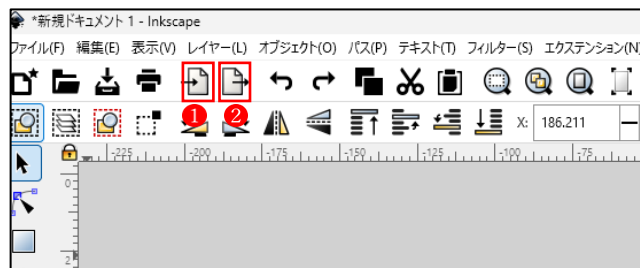 *新規ドキュメント 1 - Inkscape
ファイル(F) 編集(E) 表示(V) レイヤー(L) オブジェクト(O) パス(P) テキスト(T) フィルター(S) エクステンション(N)
1 2
X: 186.211
-225 -200 -175 -150 -125 -100 -75
0
2